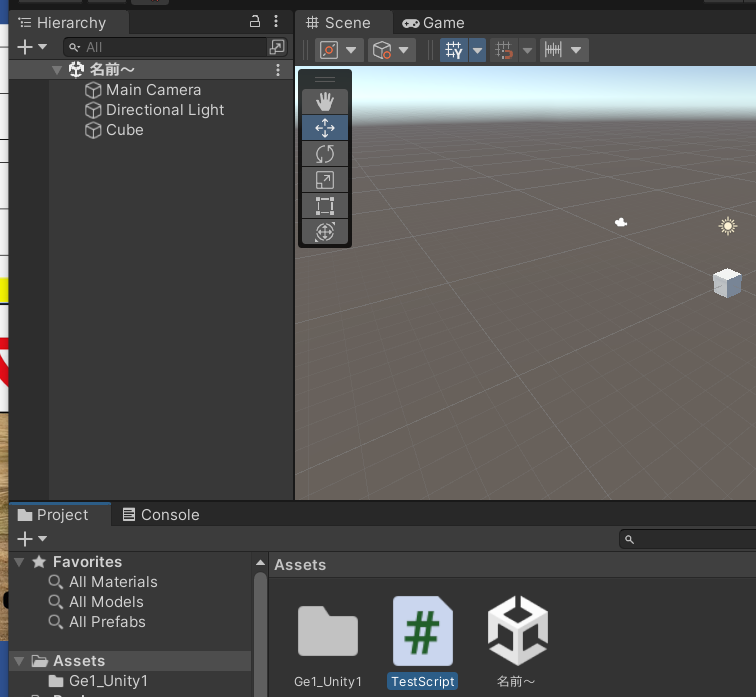 Hierarchy
Scene
Game
All
名前～
Main Camera
Directional Light
Cube
Project
Console
Favorites
All Materials
All Models
All Prefabs
Assets
Ge1_Unity1
Assets
Ge1_Unity1
TestScript
名前～